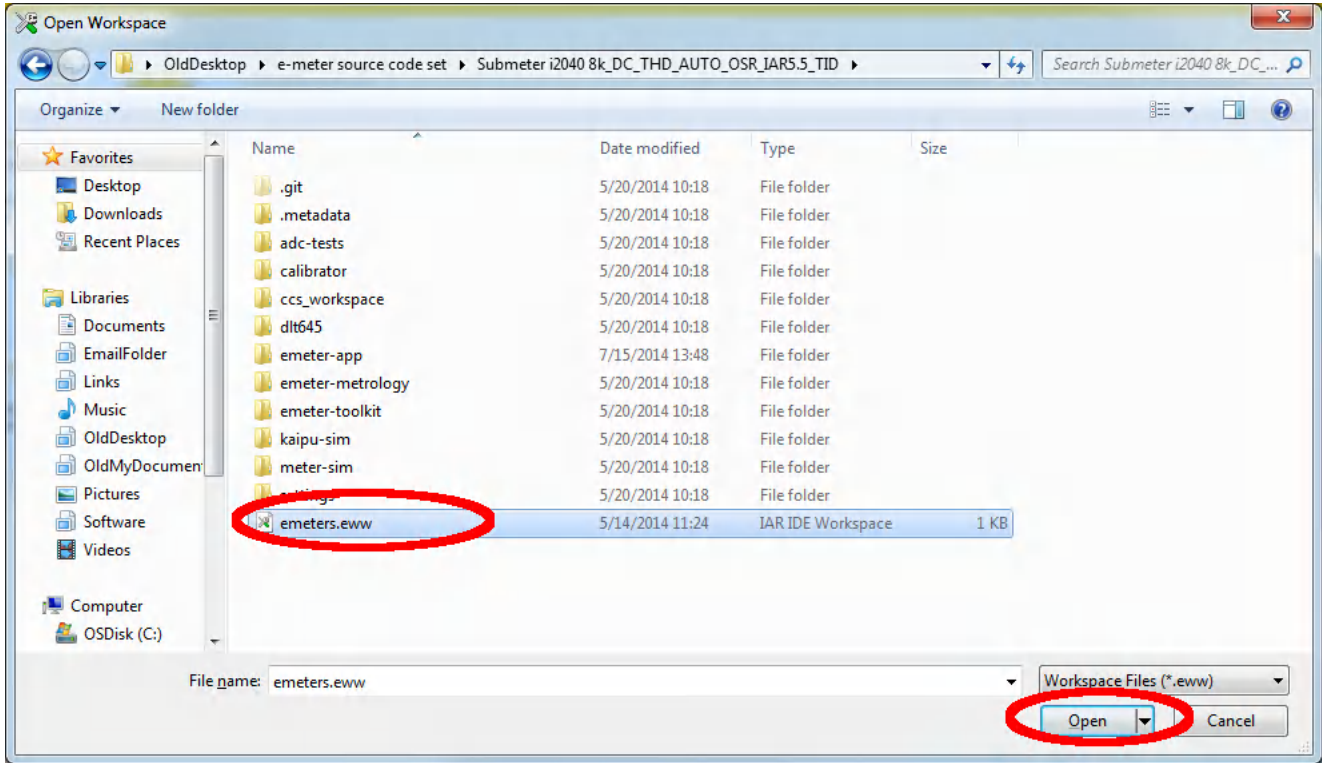 Open Workspace
OldDesktop ▸ e-meter source code set ▸ Submeter i2040 8k_DC_THD_AUTO_OSR_IAR5.5_TID ▸ Search Submeter i2040 8k_DC_...
Organize New folder
Name Date modified Type Size
Favorites
Desktop .git 5/20/2014 10:18 File folder
Downloads .metadata 5/20/2014 10:18 File folder
Recent Places adc-tests 5/20/2014 10:18 File folder
calibrator 5/20/2014 10:18 File folder
Libraries ccs_workspace 5/20/2014 10:18 File folder
Documents dlt645 5/20/2014 10:18 File folder
EmailFolder emeter-app 7/15/2014 13:48 File folder
Links emeter-metrology 5/20/2014 10:18 File folder
Music emeter-toolkit 5/20/2014 10:18 File folder
OldDesktop kaipu-sim 5/20/2014 10:18 File folder
OldMyDocumen meter-sim 5/20/2014 10:18 File folder
Pictures 5/20/2014 10:18 File folder
Software emeters.eww 5/14/2014 11:24 IAR IDE Workspace 1 KB
Videos
Computer
OSDisk (C:)
File name: emeters.eww Workspace Files (*.eww)
Open Cancel